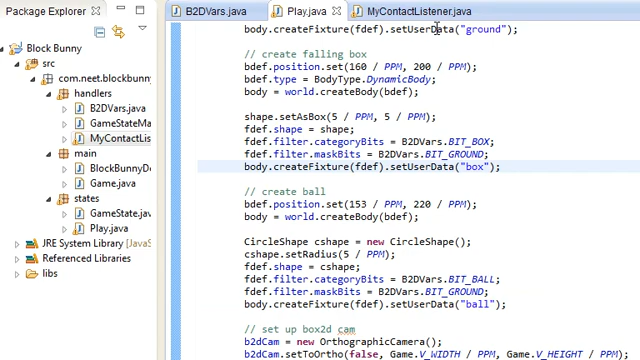 Package Explorer
Block Bunny
src
com.neet.blockbunny
handlers
B2DVars.java
GameStateMa
MyContactListe
main
BlockBunnyDe
Game.java
states
GameState.java
Play.java
JRE System Library [JavaSE
Referenced Libraries
libs
B2DVars.java
Play.java
MyContactListener.java
body.createFixture(fdef).setUserData("ground");
// create falling box
bdef.position.set(160 / PPM, 200 / PPM);
bdef.type = BodyType.DynamicBody;
body = world.createBody(bdef);
shape.setAsBox(5 / PPM, 5 / PPM);
fdef.shape = shape;
fdef.filter.categoryBits = B2DVars.BIT_BOX;
fdef.filter.maskBits = B2DVars.BIT_GROUND;
body.createFixture(fdef).setUserData("box");
// create ball
bdef.position.set(153 / PPM, 220 / PPM);
body = world.createBody(bdef);
CircleShape cshape = new CircleShape();
cshape.setRadius(5 / PPM);
fdef.shape = cshape;
fdef.filter.categoryBits = B2DVars.BIT_BALL;
fdef.filter.maskBits = B2DVars.BIT_GROUND;
body.createFixture(fdef).setUserData("ball");
// set up box2d cam
b2dCam = new OrthographicCamera();
b2dCam.setToOrtho(false, Game.V_WIDTH / PPM, Game.V_HEIGHT / PPM);